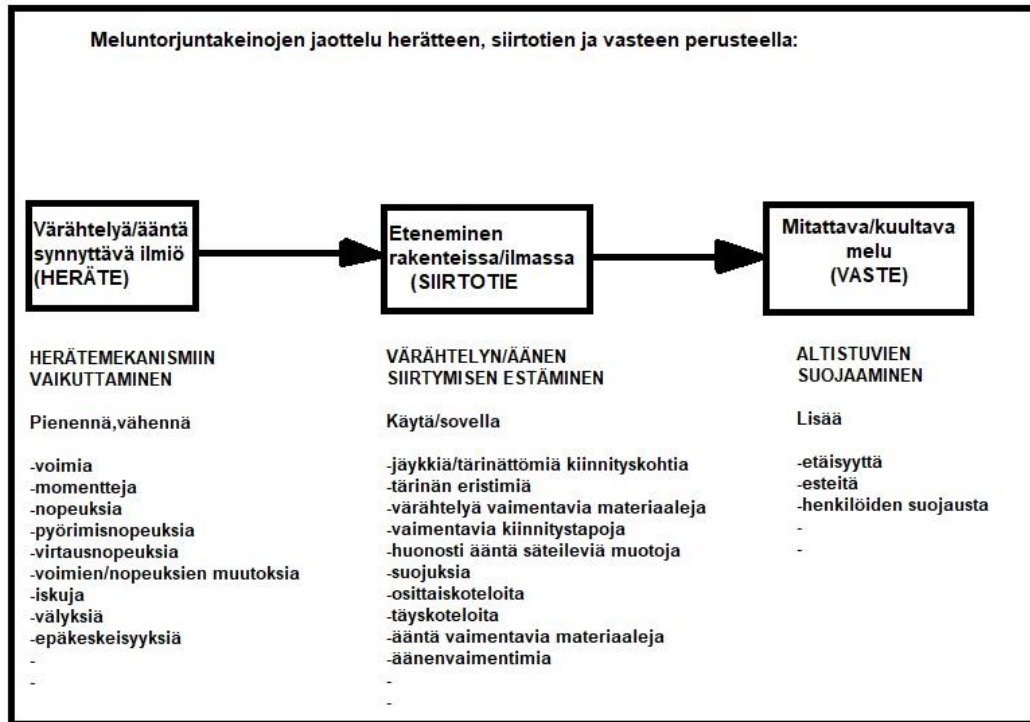 Meluntorjuntakeinojen jaottelu herätteen, siirtotien ja vasteen perusteella:
Värähtelyä/ääntä
synnyttävä ilmiö
(HERÄTE)
Eteneminen
rakenteissa/ilmassa
(SIIRTOTIE
Mitattava/kuultava
melu
(VASTE)
HERÄTEMEKANISMIIN
VAIKUTTAMINEN
Pienennä,vähennä
-voimia
-momentteja
-nopeuksia
-pyörimisnopeuksia
-virtausnopeuksia
-voimien/nopeuksien muutoksia
-iskuja
-välyksiä
-epäkeskeisyyksiä
-
-
VÄRÄHTELYN/ÄÄNEN
SIIRTYMISEN ESTÄMINEN
Käytä/sovella
-jäykkiä/tärinättömiä kiinnityskohtia
-tärinän eristimiä
-värähtelyä vaimentavia materiaaleja
-vaimentavia kiinnitystapoja
-huonosti ääntä säteileviä muotoja
-suojuksia
-osittaiskoteloita
-täyskoteloita
-ääntä vaimentavia materiaaleja
-äänenvaimentimia
-
-
ALTISTUVIEN
SUOJAAMINEN
Lisää
-etäisyyttä
-esteitä
-henkilöiden suojausta
-
-